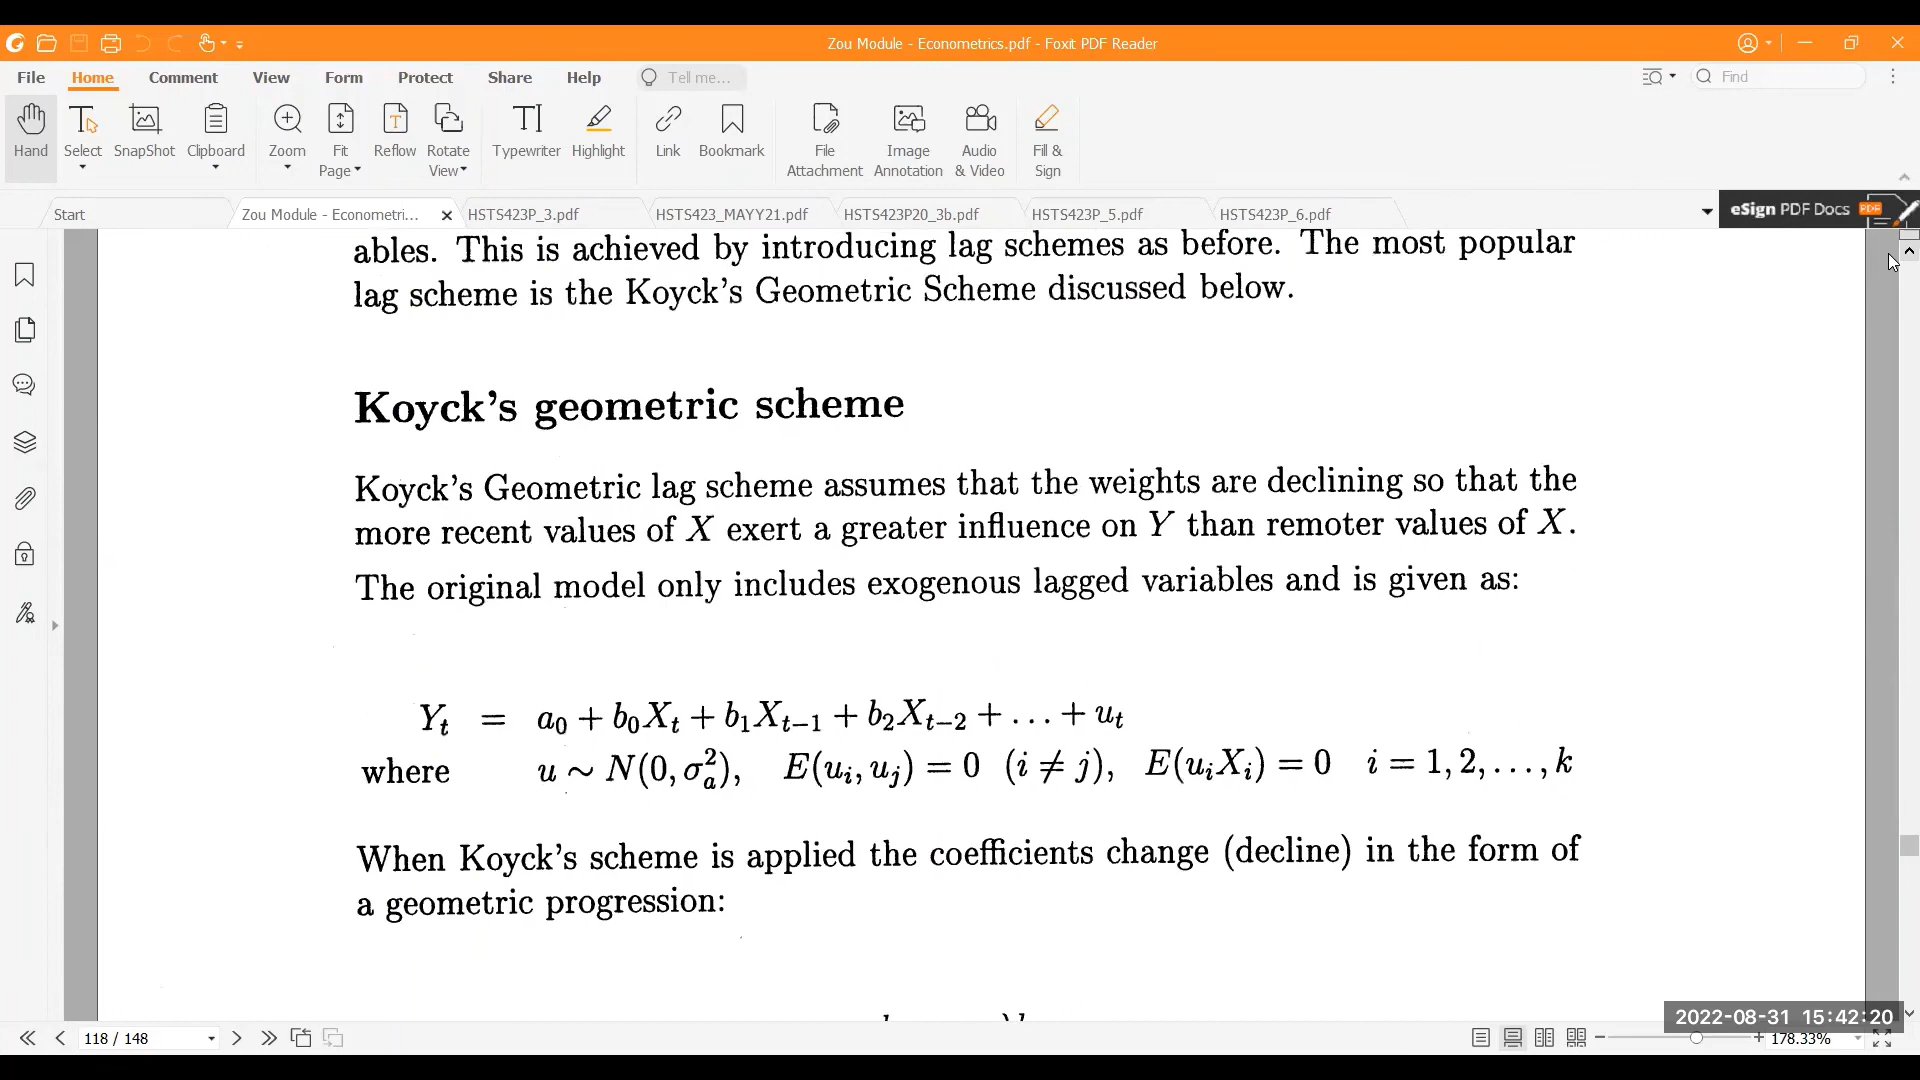 Zou Module - Econometrics.pdf - Foxit PDF Reader
File Home Comment View Form Protect Share Help Tell me... Find
Hand Select SnapShot Clipboard Zoom Fit Page Reflow Rotate View Typewriter Highlight Link Bookmark File Attachment Image Annotation Audio & Video Fill & Sign
Start Zou Module - Econometri... HSTS423P_3.pdf HSTS423_MAYY21.pdf HSTS423P20_3b.pdf HSTS423P_5.pdf HSTS423P_6.pdf eSign PDF Docs PDF
ables. This is achieved by introducing lag schemes as before. The most popular
lag scheme is the Koyck's Geometric Scheme discussed below.
Koyck's geometric scheme
Koyck's Geometric lag scheme assumes that the weights are declining so that the
more recent values of X exert a greater influence on Y than remoter values of X.
The original model only includes exogenous lagged variables and is given as:
Yₜ = a₀ + b₀Xₜ + b₁Xₜ₋₁ + b₂Xₜ₋₂ + ... + uₜ
where u ∼ N(0, σₐ²), E(uᵢ, uⱼ) = 0 (i ≠ j), E(uᵢXᵢ) = 0 i = 1, 2, ..., k
When Koyck's scheme is applied the coefficients change (decline) in the form of
a geometric progression:
2022-08-31 15:42:20
118 / 148 178.33%